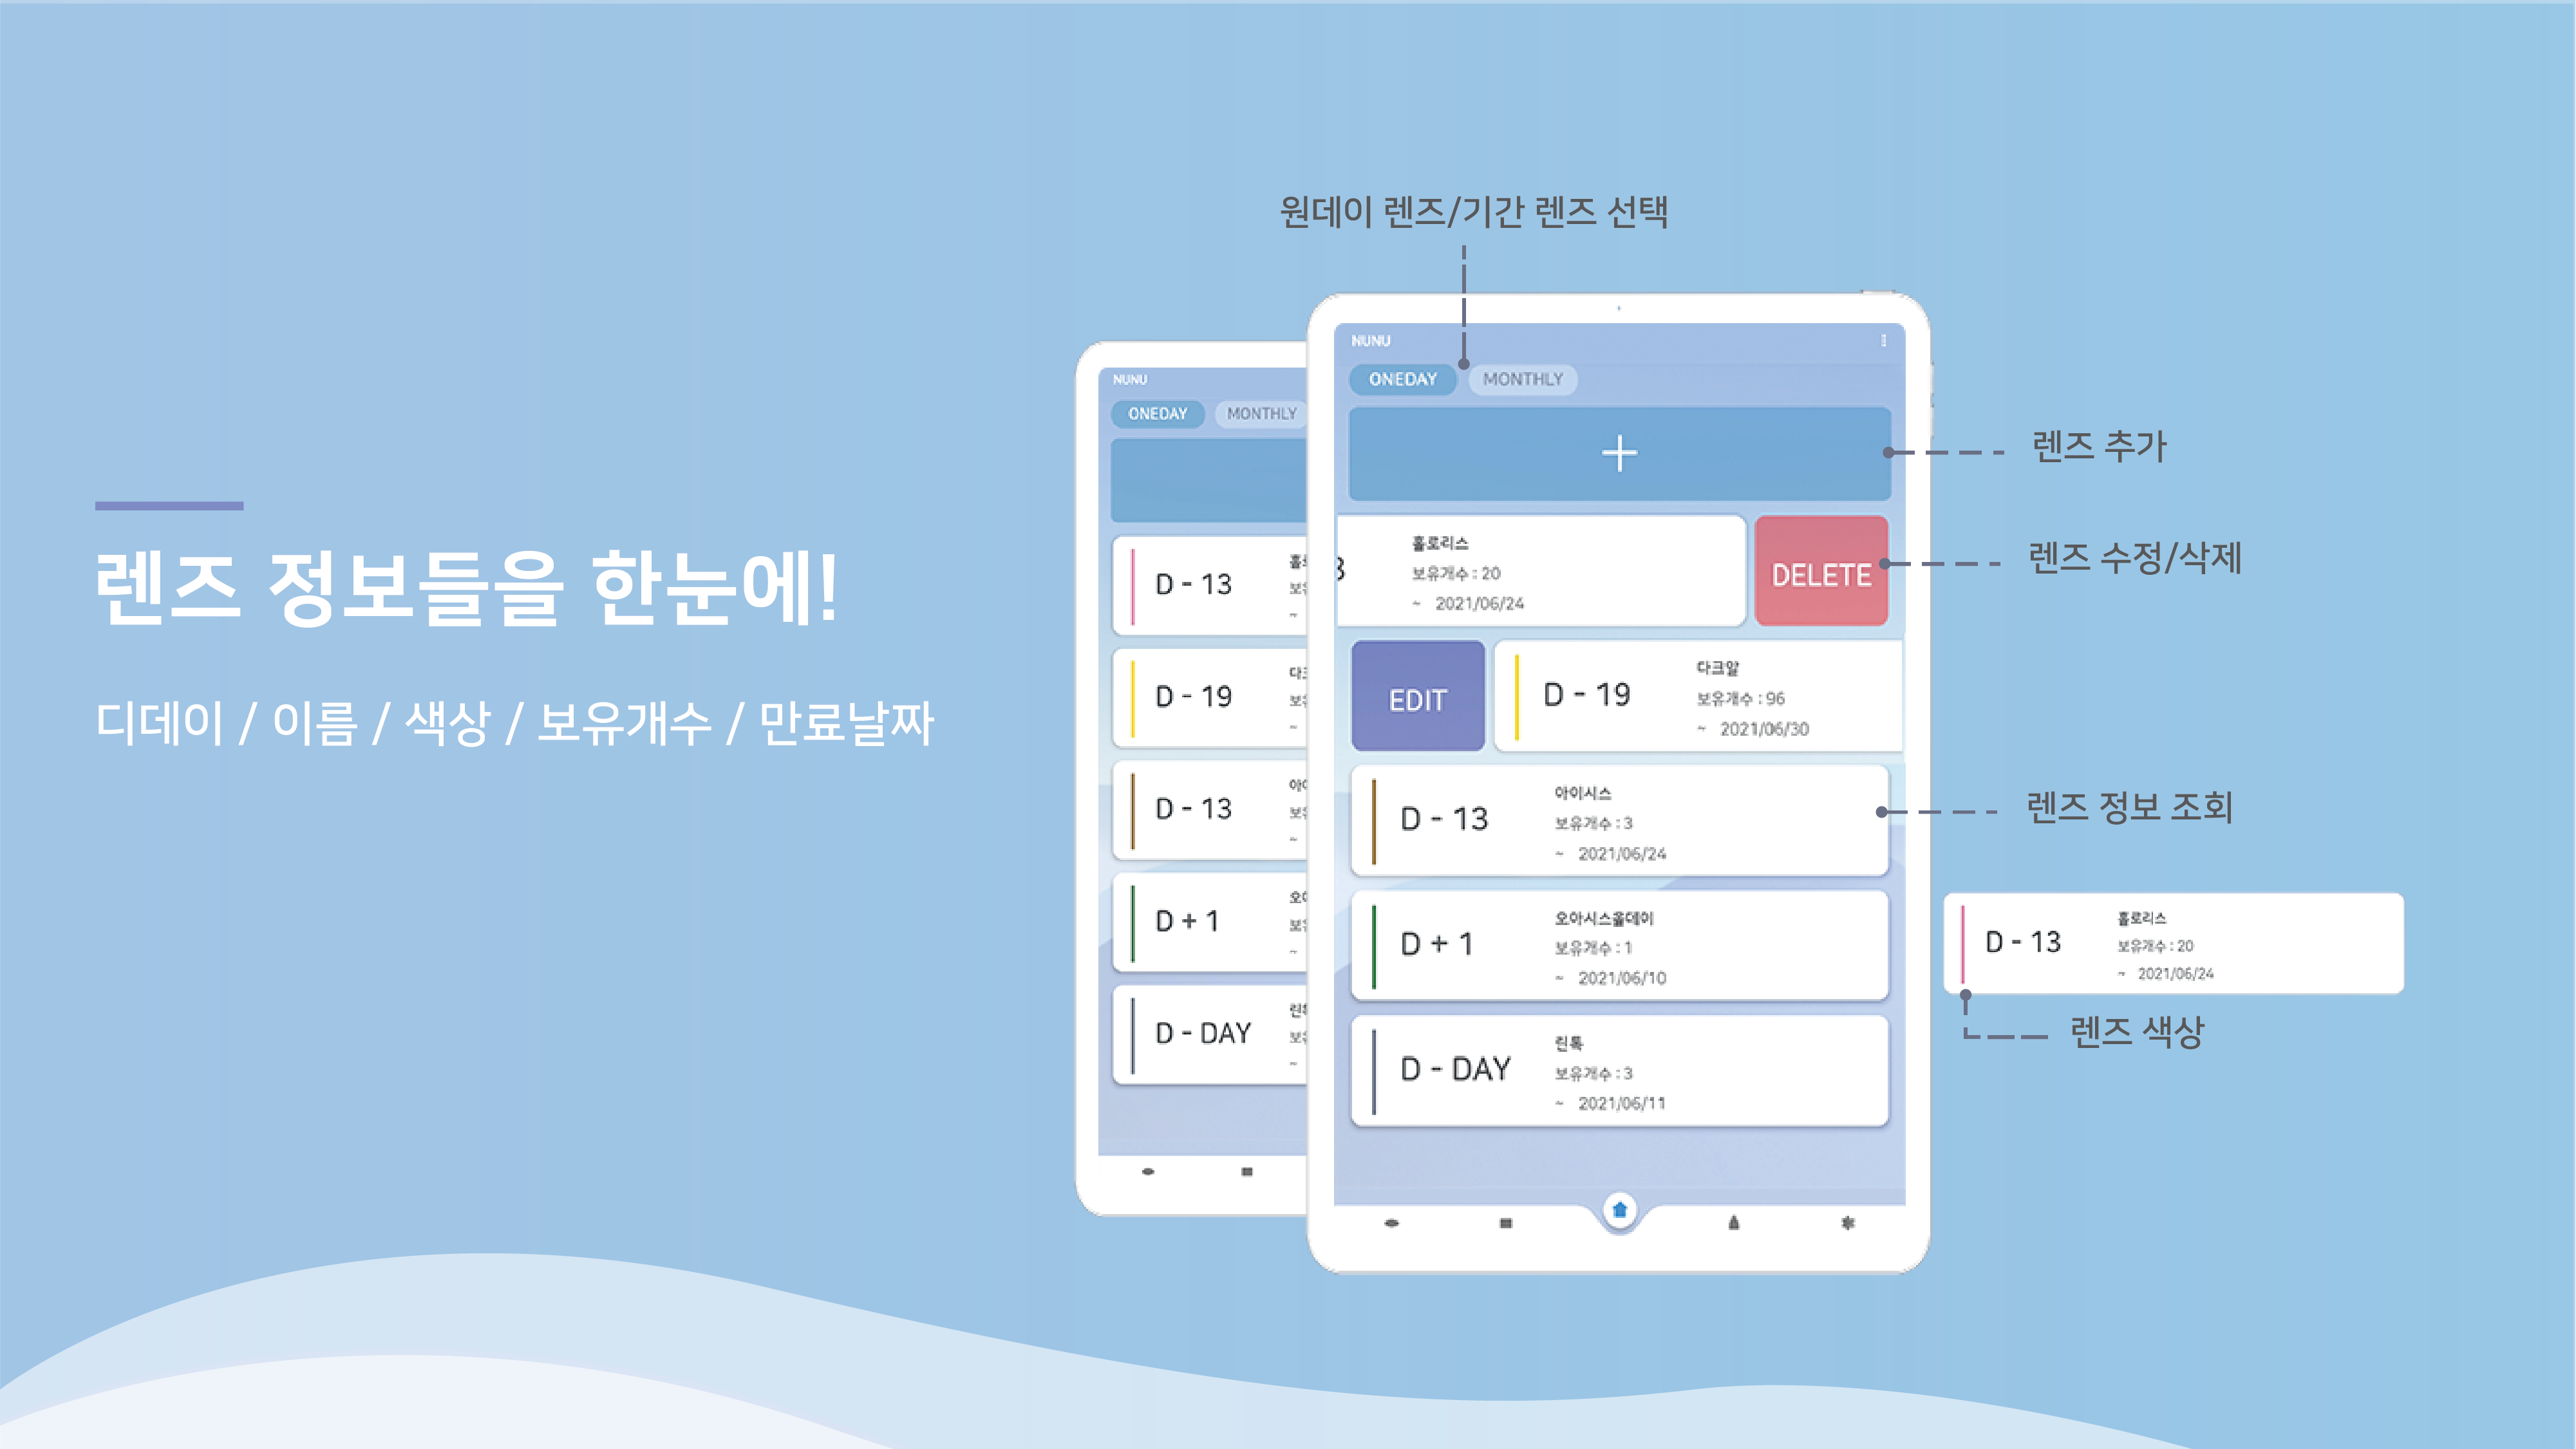 원데이 렌즈/기간 렌즈 선택
렌즈 정보들을 한눈에!
디데이 / 이름 / 색상 / 보유개수 / 만료날짜
NUNU
ONEDAY MONTHLY
D - 13
D - 19
D - 13
D + 1
D - DAY
NUNU
ONEDAY MONTHLY
+
홀로리스
보유개수 : 20
~ 2021/06/24
DELETE
EDIT
D - 19
다크알
보유개수 : 96
~ 2021/06/30
D - 13
아이시스
보유개수 : 3
~ 2021/06/24
D + 1
오아시스올데이
보유개수 : 1
~ 2021/06/10
D - DAY
린톡
보유개수 : 3
~ 2021/06/11
렌즈 추가
렌즈 수정/삭제
렌즈 정보 조회
D - 13
홀로리스
보유개수 : 20
~ 2021/06/24
렌즈 색상